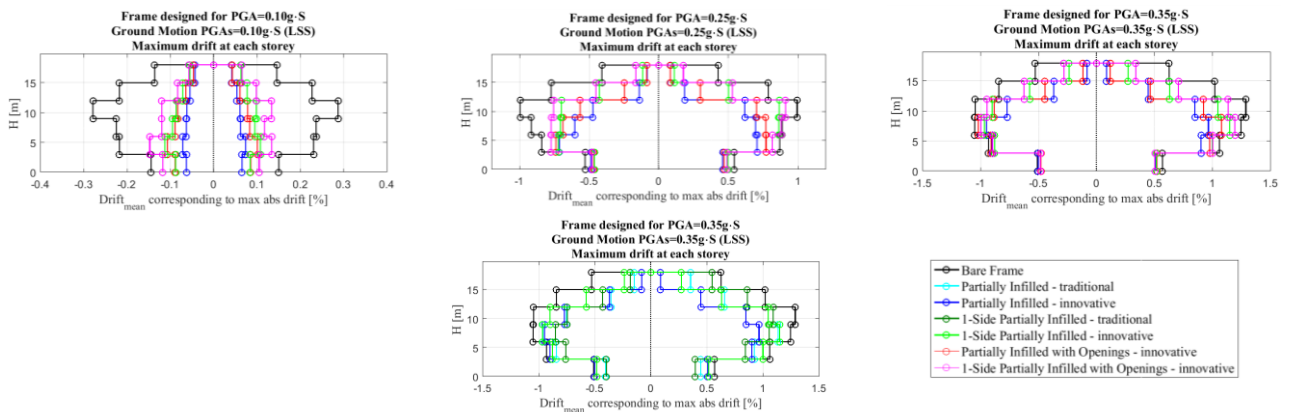 Frame designed for PGA=0.10g·S
Ground Motion PGAs=0.10g·S (LSS)
Maximum drift at each storey
H [m]
15
10
5
0
-0.4
-0.3
-0.2
-0.1
0
0.1
0.2
0.3
0.4
Drift_mean corresponding to max abs drift [%]
Frame designed for PGA=0.25g·S
Ground Motion PGAs=0.25g·S (LSS)
Maximum drift at each storey
H [m]
15
10
5
0
-1
-0.5
0
0.5
1
Drift_mean corresponding to max abs drift [%]
Frame designed for PGA=0.35g·S
Ground Motion PGAs=0.35g·S (LSS)
Maximum drift at each storey
H [m]
15
10
5
0
-1.5
-1
-0.5
0
0.5
1
1.5
Drift_mean corresponding to max abs drift [%]
Frame designed for PGA=0.35g·S
Ground Motion PGAs=0.35g·S (LSS)
Maximum drift at each storey
H [m]
15
10
5
0
-1.5
-1
-0.5
0
0.5
1
1.5
Drift_mean corresponding to max abs drift [%]
Bare Frame
Partially Infilled - traditional
Partially Infilled - innovative
1-Side Partially Infilled - traditional
1-Side Partially Infilled - innovative
Partially Infilled with Openings - innovative
1-Side Partially Infilled with Openings - innovative